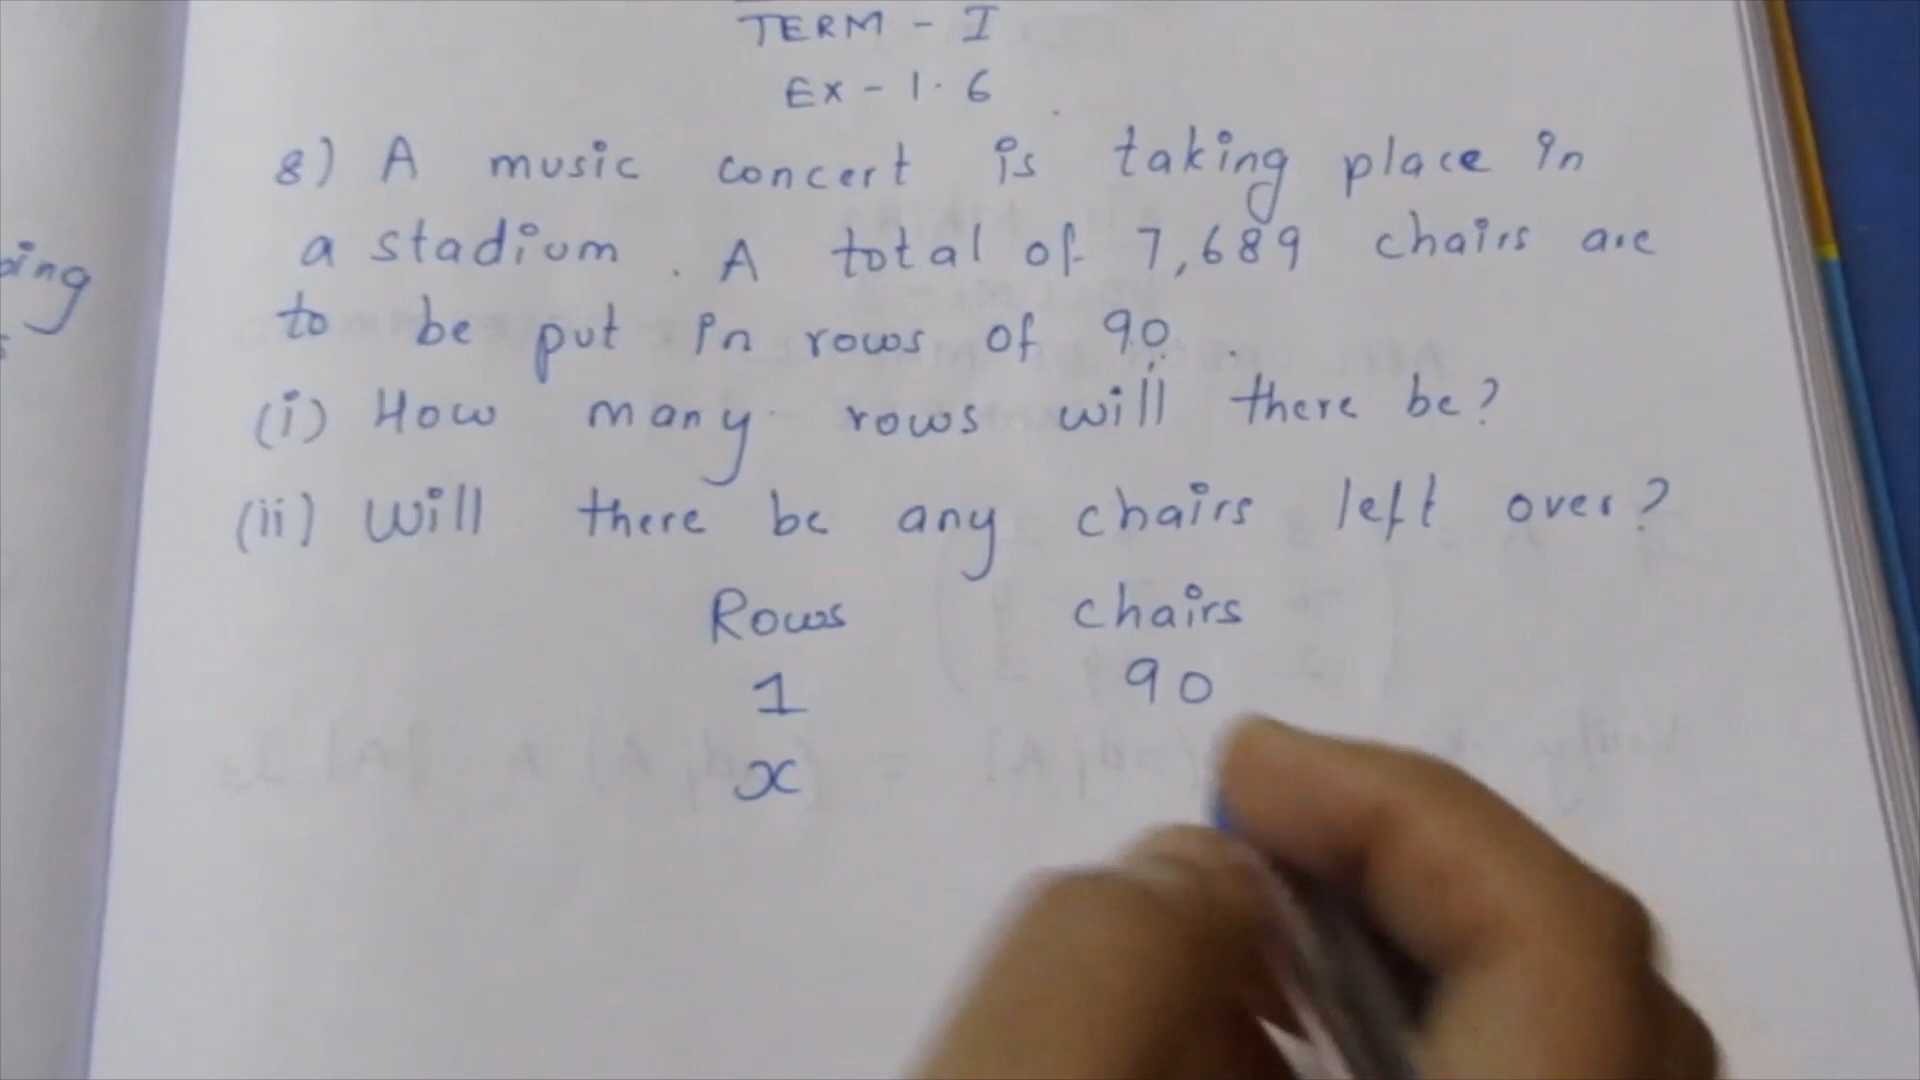 TERM - I
EX - 1.6
8) A music concert is taking place in
a stadium. A total of 7,689 chairs are
to be put in rows of 90.
(i) How many rows will there be?
(ii) Will there be any chairs left over?
Rows chairs
1 90
x